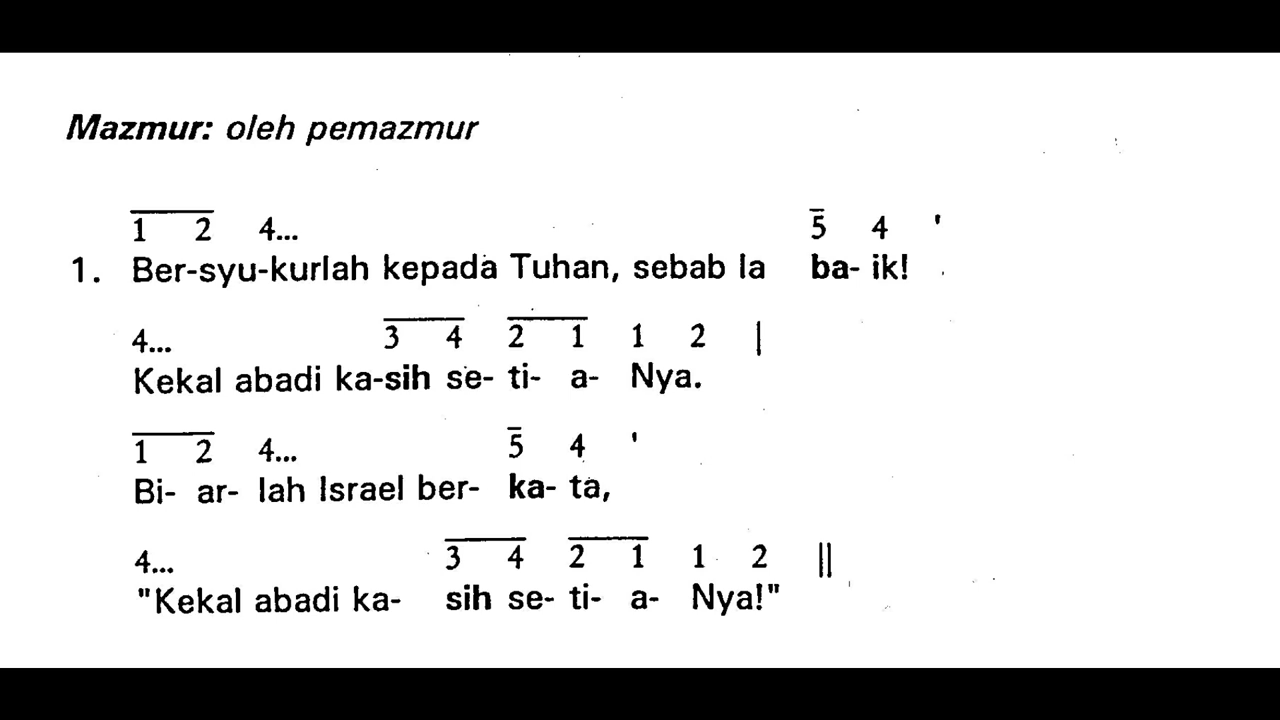 Mazmur: oleh pemazmur
1 2 4... 5 4 '
1. Ber-syu-kurlah kepada Tuhan, sebab Ia ba- ik!
4... 3 4 2 1 1 2 |
Kekal abadi ka-sih se- ti- a- Nya.
1 2 4... 5 4 '
Bi- ar- lah Israel ber- ka- ta,
4... 3 4 2 1 1 2 ||
"Kekal abadi ka- sih se- ti- a- Nya!"